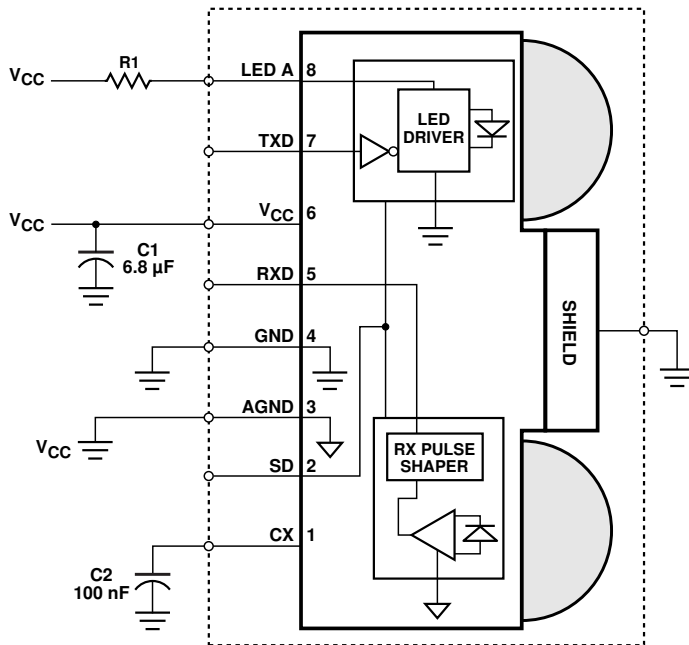 R1
VCC
LED A 8
LED
DRIVER
TXD 7
VCC 6
VCC
C1
6.8 µF
RXD 5
SHIELD
GND 4
AGND 3
VCC
RX PULSE
SHAPER
SD 2
CX 1
C2
100 nF